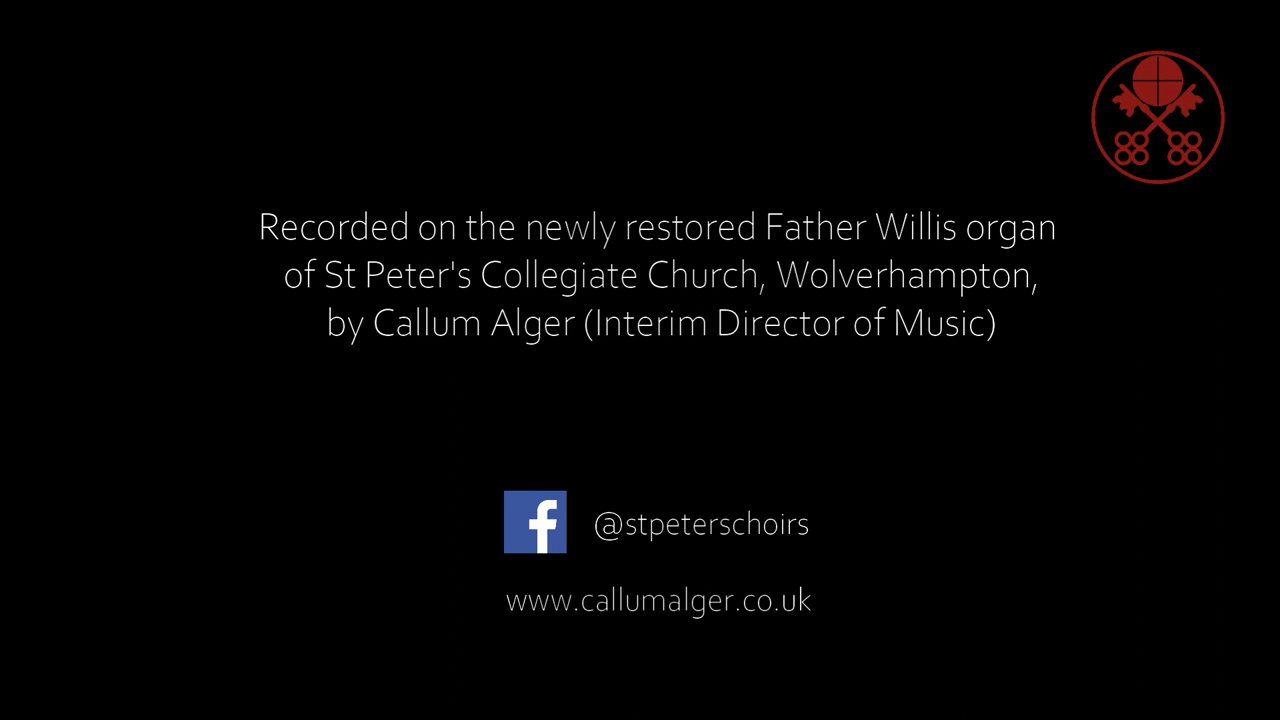 Recorded on the newly restored Father Willis organ
of St Peter's Collegiate Church, Wolverhampton,
by Callum Alger (Interim Director of Music)
@stpeterschoirs
www.callumalger.co.uk